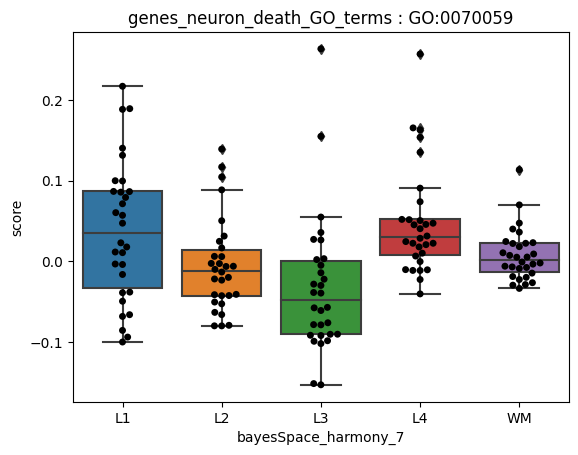 genes_neuron_death_GO_terms : GO:0070059
score
0.2
0.1
0.0
−0.1
L1 L2 L3 L4 WM
bayesSpace_harmony_7